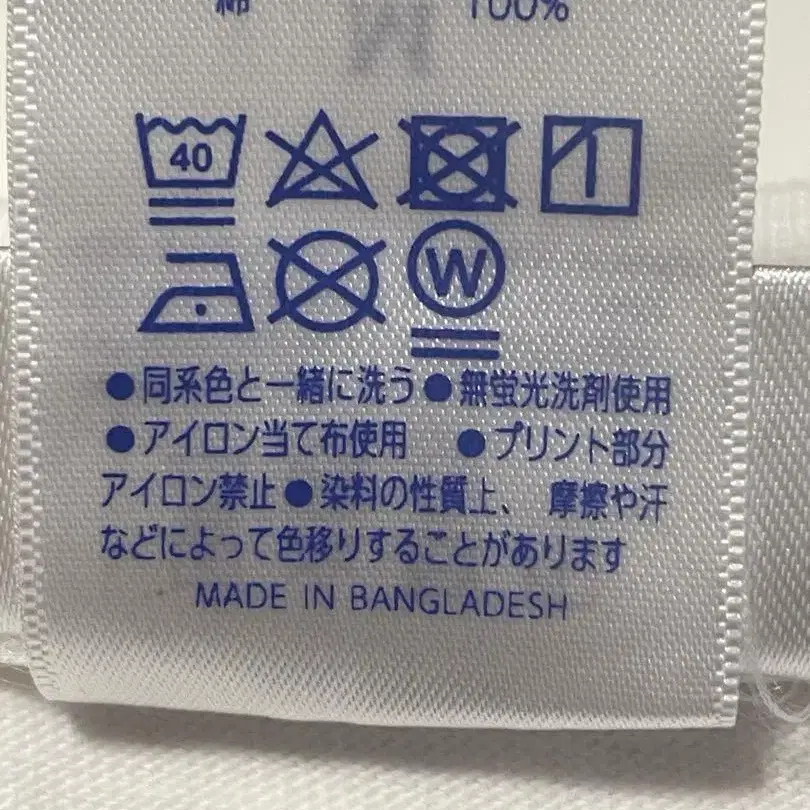 綿 100%
40
W
●同系色と一緒に洗う●無蛍光洗剤使用
●アイロン当て布使用 ●プリント部分
アイロン禁止●染料の性質上、摩擦や汗
などによって色移りすることがあります
MADE IN BANGLADESH